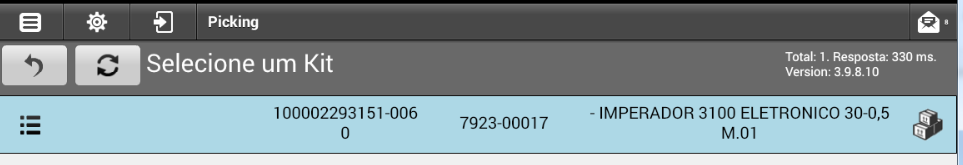 Picking
8
Selecione um Kit
Total: 1. Resposta: 330 ms.
Version: 3.9.8.10
100002293151-006
0
7923-00017
- IMPERADOR 3100 ELETRONICO 30-0,5
M.01